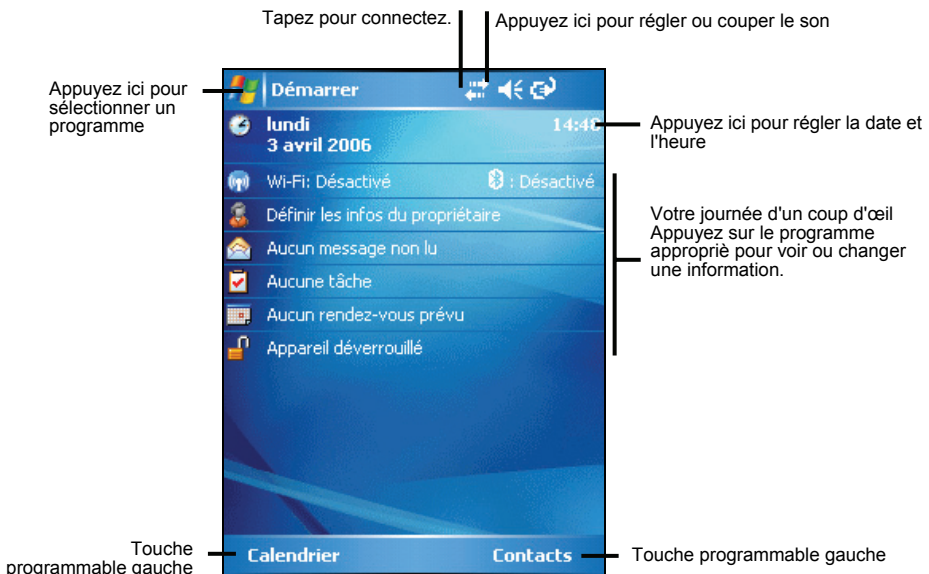 Tapez pour connectez.
Appuyez ici pour régler ou couper le son
Appuyez ici pour
sélectionner un
programme
Démarrer
lundi
3 avril 2006
14:48
Appuyez ici pour régler la date et
l'heure
Wi-Fi: Désactivé
: Désactivé
Définir les infos du propriétaire
Aucun message non lu
Aucune tâche
Aucun rendez-vous prévu
Appareil déverrouillé
Votre journée d'un coup d'œil
Appuyez sur le programme
appropriè pour voir ou changer
une information.
Touche
programmable gauche
Calendrier
Contacts
Touche programmable gauche